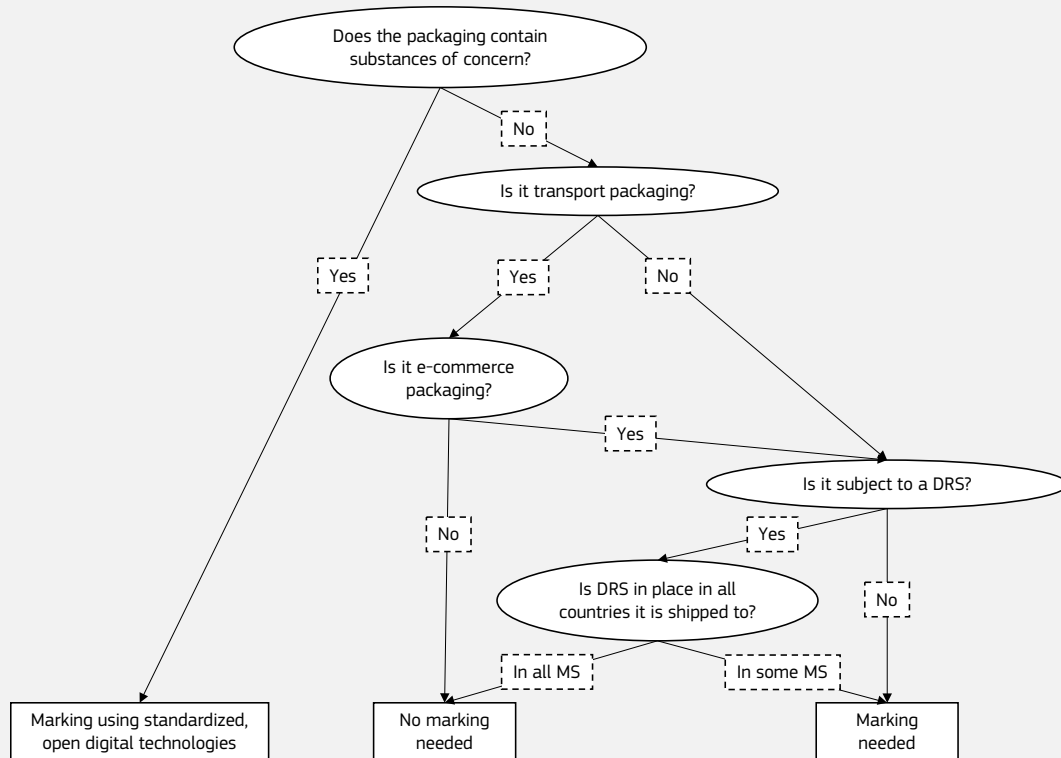 Does the packaging contain
substances of concern?
No
Is it transport packaging?
Yes
Yes
No
Is it e-commerce
packaging?
Yes
Is it subject to a DRS?
No
Yes
Is DRS in place in all
countries it is shipped to?
No
In all MS
In some MS
Marking using standardized,
open digital technologies
No marking
needed
Marking
needed